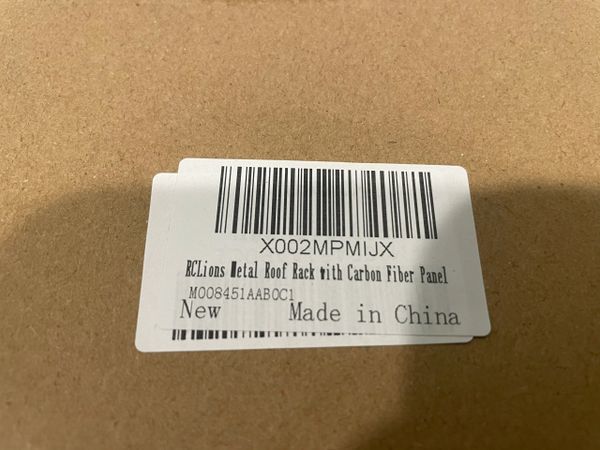 X002MPMIJX
RCLions Metal Roof Rack with Carbon Fiber Panel
M008451AAB0C1
New Made in China